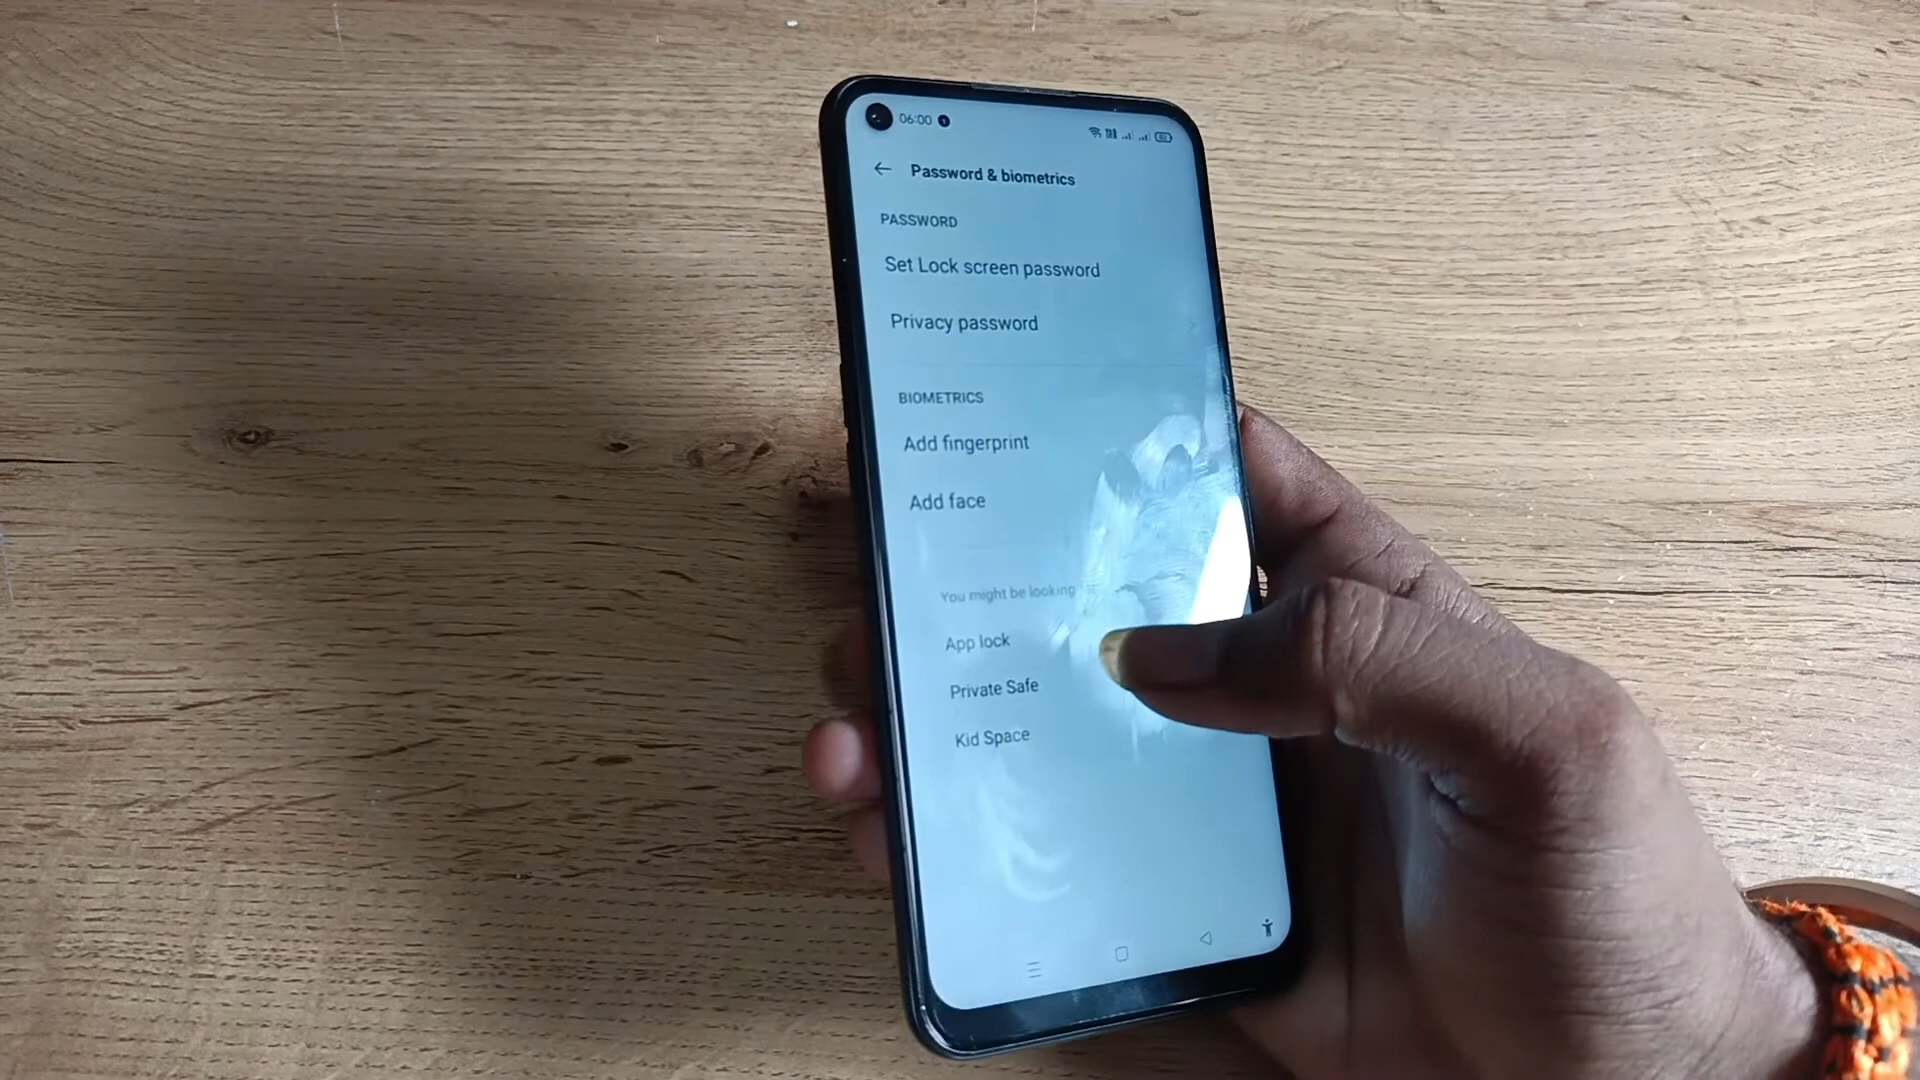 06:00
Password & biometrics
PASSWORD
Set Lock screen password
Privacy password
BIOMETRICS
Add fingerprint
Add face
You might be looking
App lock
Private Safe
Kid Space